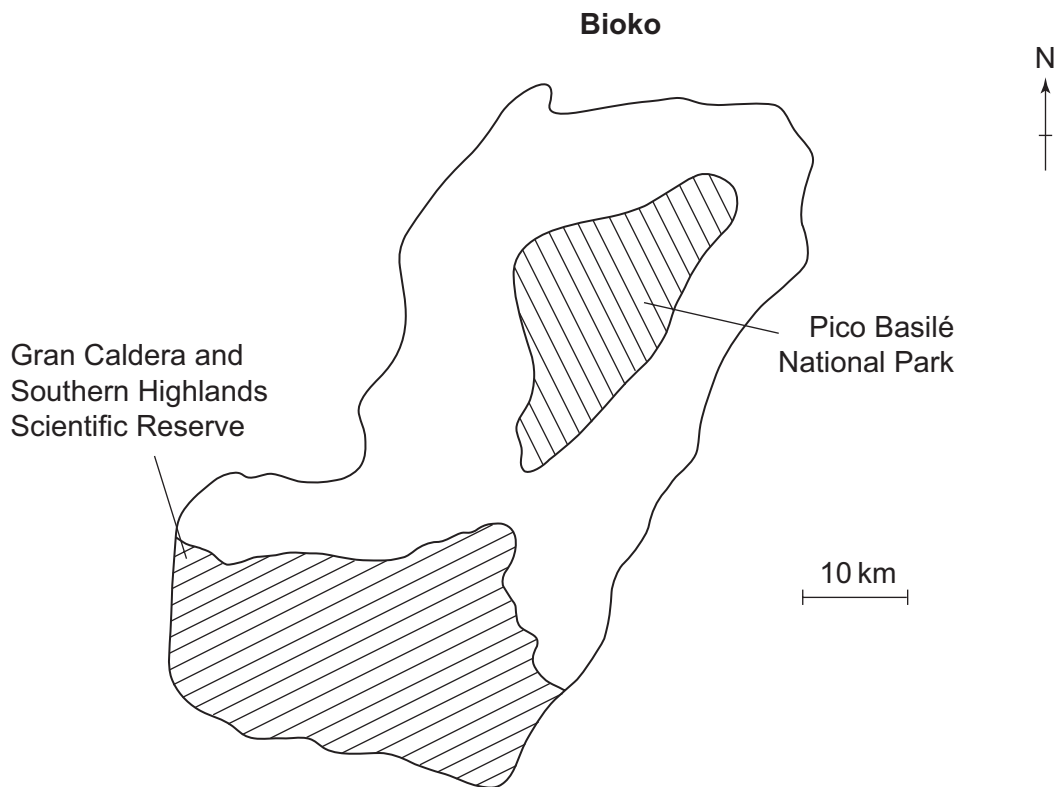 Bioko
N
Pico Basilé
National Park
Gran Caldera and
Southern Highlands
Scientific Reserve
10 km